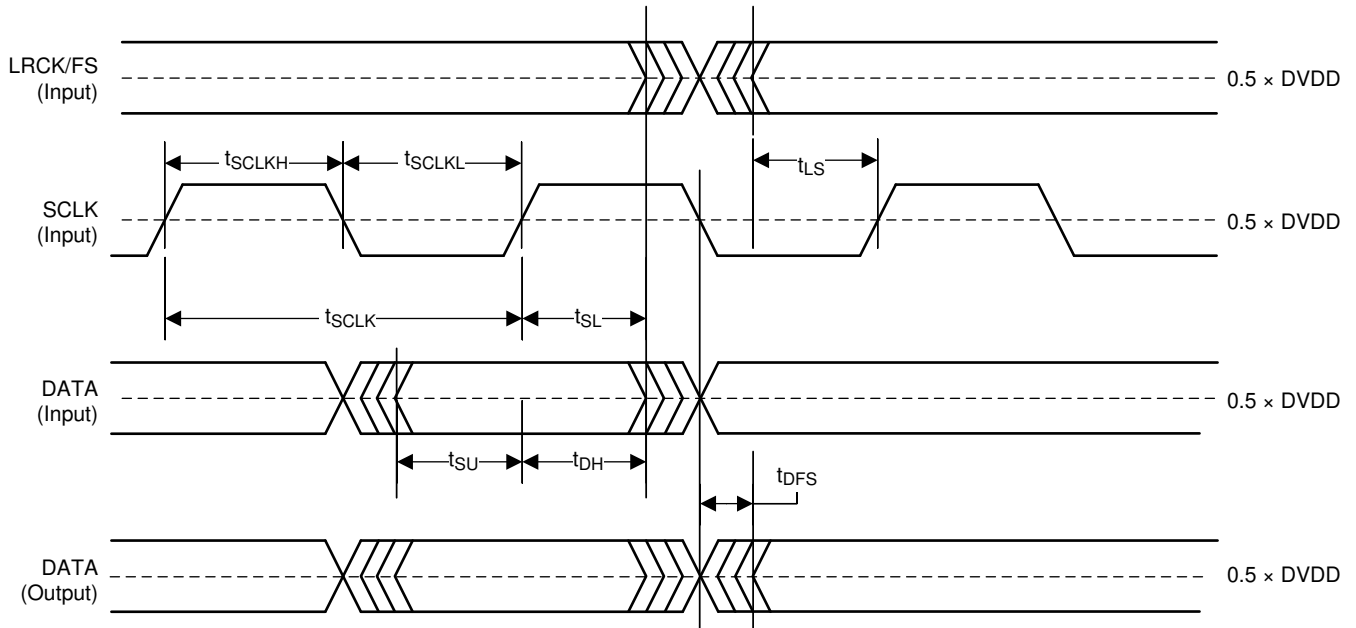 LRCK/FS
(Input)
0.5 × DVDD
tSCLKH
tSCLKL
tLS
SCLK
(Input)
0.5 × DVDD
tSCLK
tSL
DATA
(Input)
0.5 × DVDD
tSU
tDH
tDFS
DATA
(Output)
0.5 × DVDD